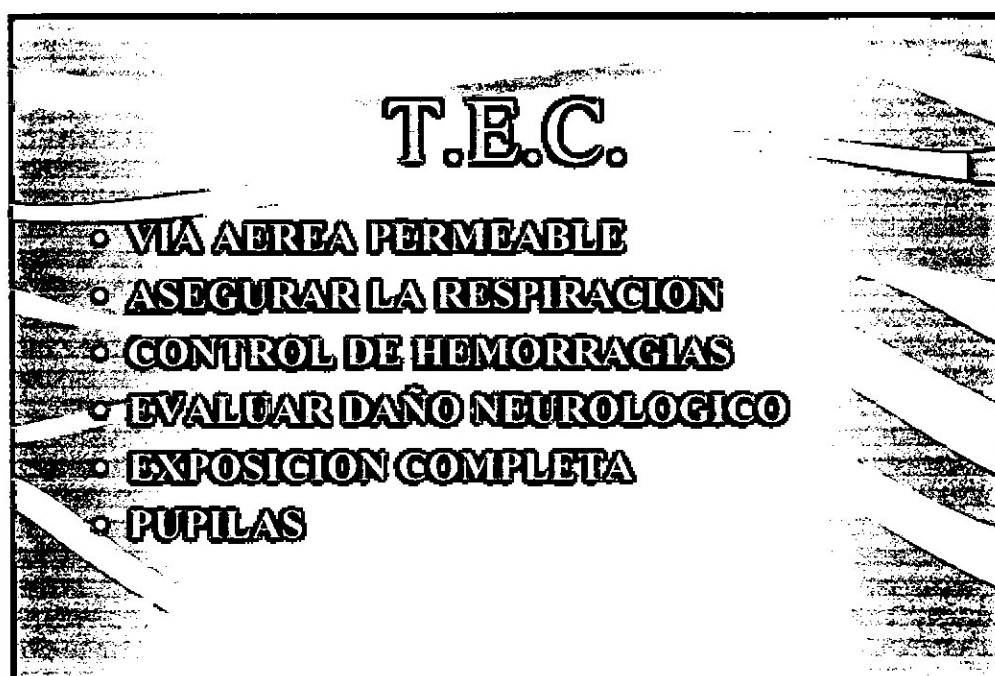 T.E.C.
VIA AEREA PERMEABLE
ASEGURAR LA RESPIRACION
CONTROL DE HEMORRAGIAS
EVALUAR DAÑO NEUROLOGICO
EXPOSICION COMPLETA
PUPILAS